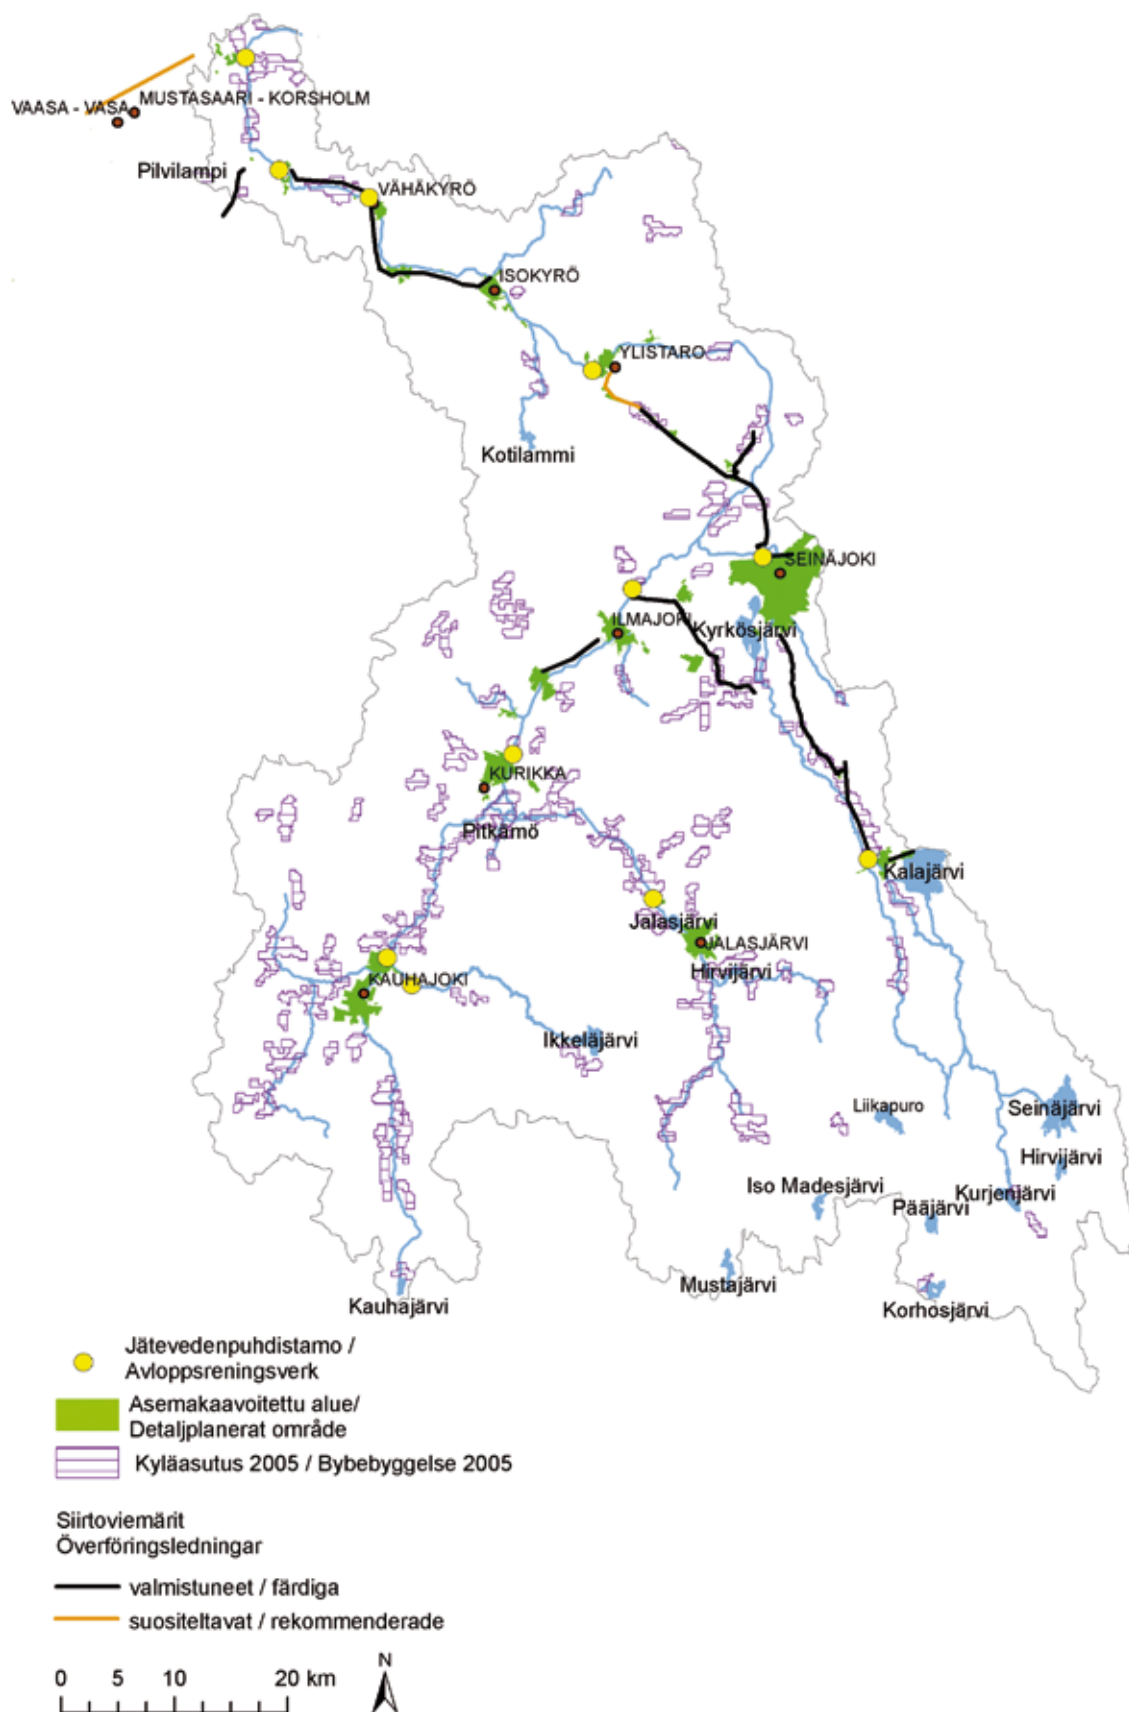 MUSTASAARI - KORSHOLM
VAASA - VASA
Pilvilampi
VÄHÄKYRÖ
ISOKYRÖ
YLISTARO
Kotilammi
SEINÄJOKI
ILMAJOKI
Kyrkösjärvi
KURIKKA
Pitkämö
Kalajärvi
Jalasjärvi
JALASJÄRVI
Hirvijärvi
KAUHAJOKI
Ikkeläjärvi
Liikapuro
Seinäjärvi
Hirvijärvi
Iso Madesjärvi
Kurjenjärvi
Pääjärvi
Mustajärvi
Kauhajärvi
Korhosjärvi
Jätevedenpuhdistamo /
Avloppsreningsverk
Asemakaavoitettu alue/
Detaljplanerat område
Kyläasutus 2005 / Bybebyggelse 2005
Siirtoviemärit
Överföringsledningar
valmistuneet / färdiga
suositeltavat / rekommenderade
0 5 10 20 km
N